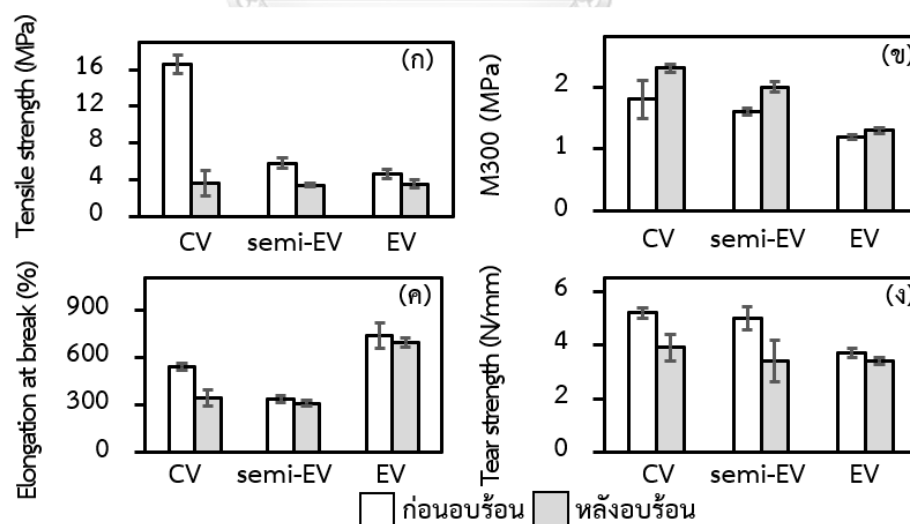 Tensile strength (MPa)
16
12
8
4
0
(ก)
CV semi-EV EV
M300 (MPa)
2
1
0
(ข)
CV semi-EV EV
Elongation at break (%)
900
600
300
0
(ค)
CV semi-EV EV
Tear strength (N/mm)
6
4
2
0
(ง)
CV semi-EV EV
ก่อนอบร้อน หลังอบร้อน